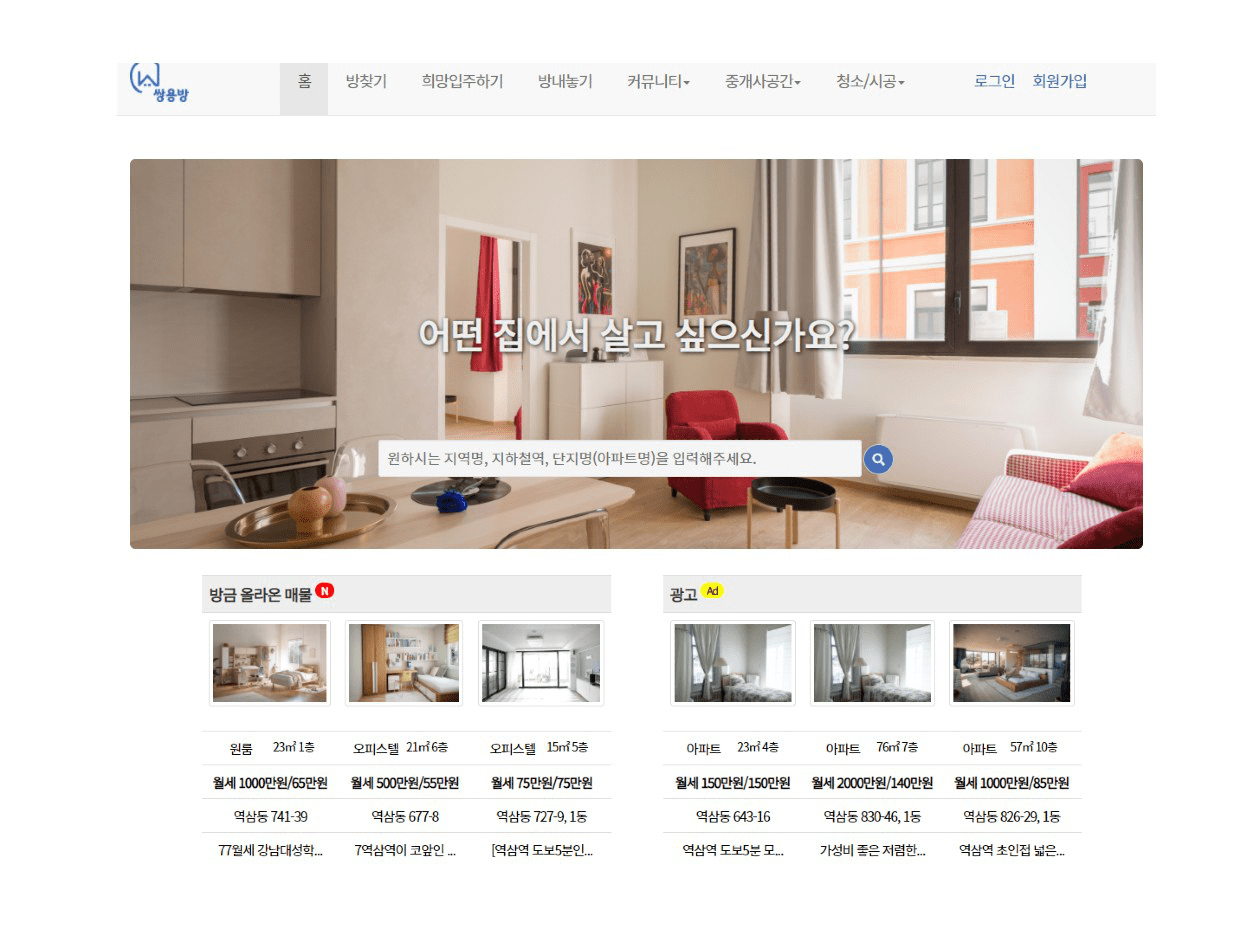 쌍용방
홈 방찾기 희망입주하기 방내놓기 커뮤니티 중개사공간 청소/시공 로그인 회원가입
어떤 집에서 살고 싶으신가요?
원하시는 지역명, 지하철역, 단지명(아파트명)을 입력해주세요.
방금 올라온 매물 N
광고 Ad
원룸 23㎡ 1층 오피스텔 21㎡ 6층 오피스텔 15㎡ 5층
아파트 23㎡ 4층 아파트 76㎡ 7층 아파트 57㎡ 10층
월세 1000만원/65만원 월세 500만원/55만원 월세 75만원/75만원
월세 150만원/150만원 월세 2000만원/140만원 월세 1000만원/85만원
역삼동 741-39 역삼동 677-8 역삼동 727-9, 1동
역삼동 643-16 역삼동 830-46, 1동 역삼동 826-29, 1동
77월세 강남대성학... 7역삼역이 코앞인 ... [역삼역 도보5분인...
역삼역 도보5분 모... 가성비 좋은 저렴한... 역삼역 초인접 넓은...